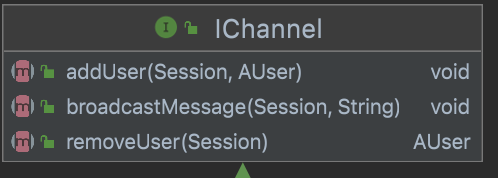 I IChannel
m addUser(Session, AUser) void
m broadcastMessage(Session, String) void
m removeUser(Session) AUser